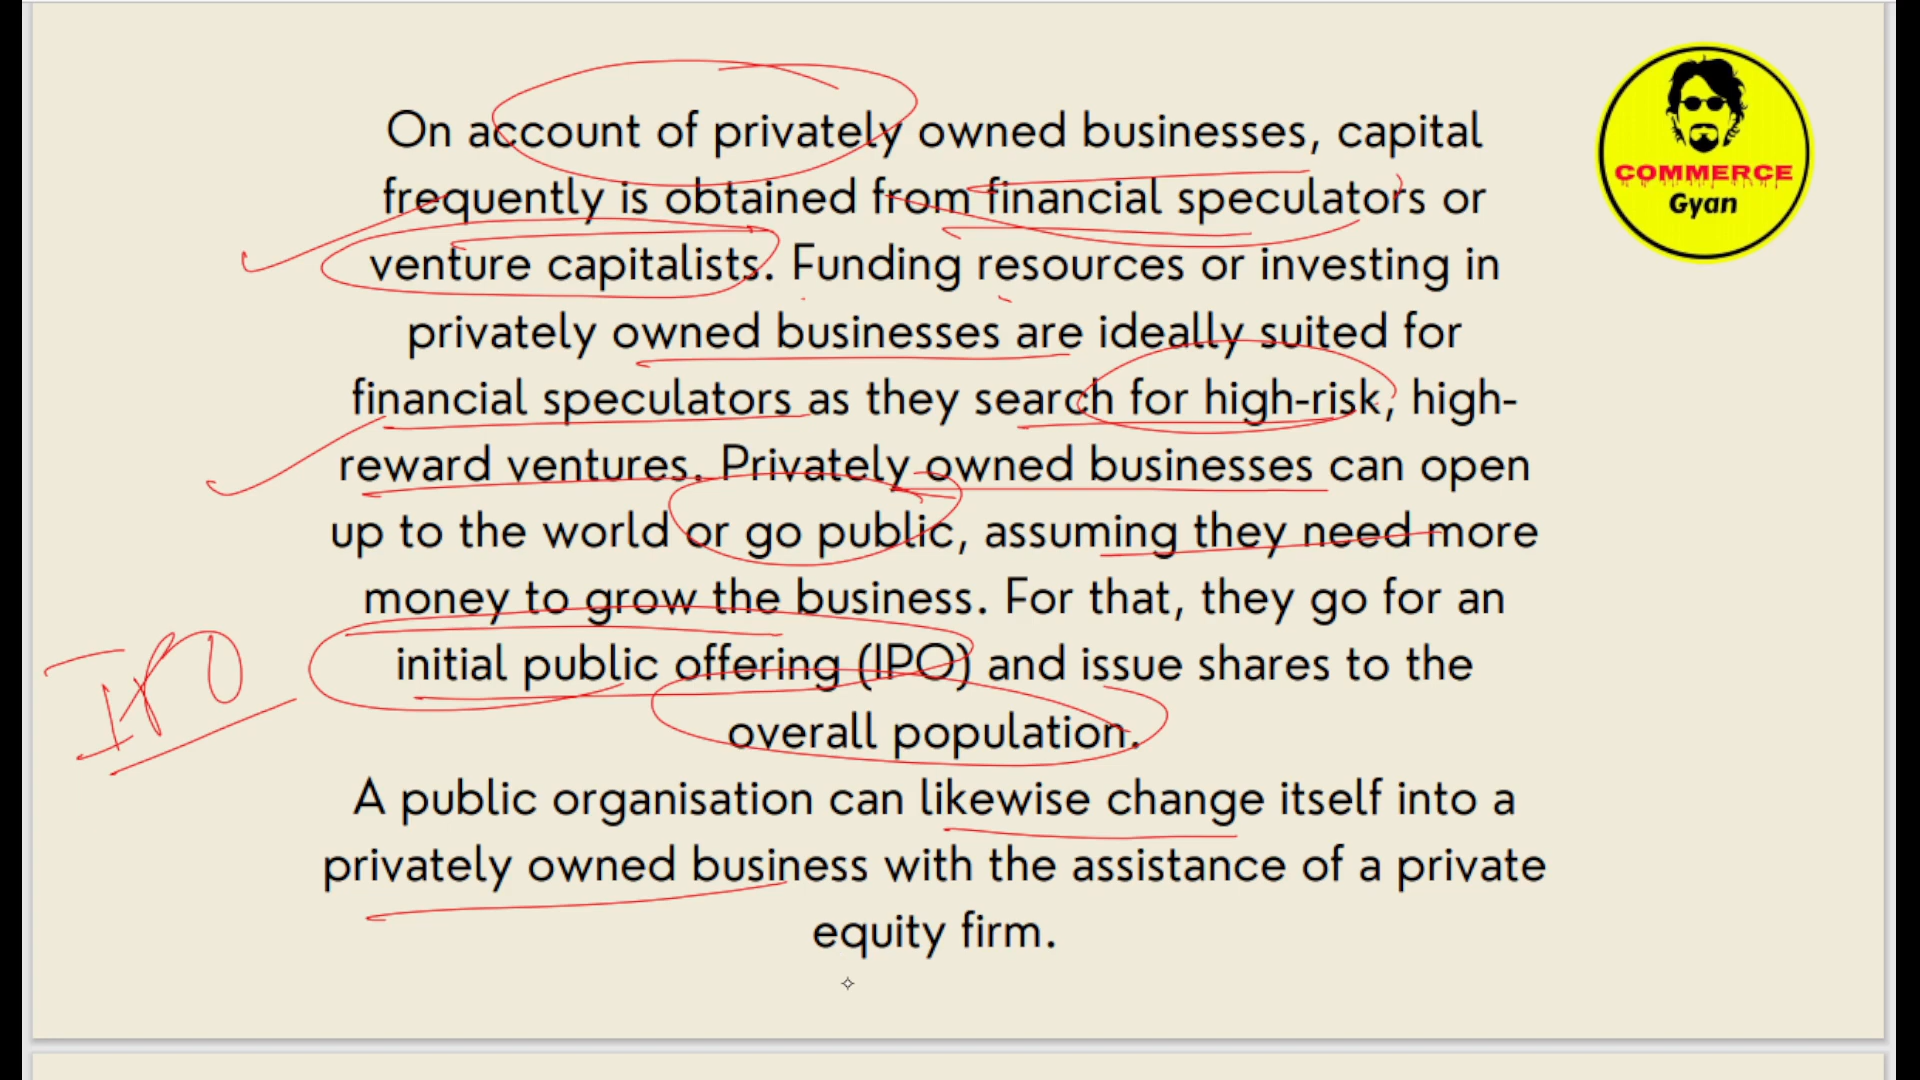 On account of privately owned businesses, capital
frequently is obtained from financial speculators or
venture capitalists. Funding resources or investing in
privately owned businesses are ideally suited for
financial speculators as they search for high-risk, high-
reward ventures. Privately owned businesses can open
up to the world or go public, assuming they need more
money to grow the business. For that, they go for an
initial public offering (IPO) and issue shares to the
overall population.
A public organisation can likewise change itself into a
privately owned business with the assistance of a private
equity firm.
COMMERCE
Gyan
IPO